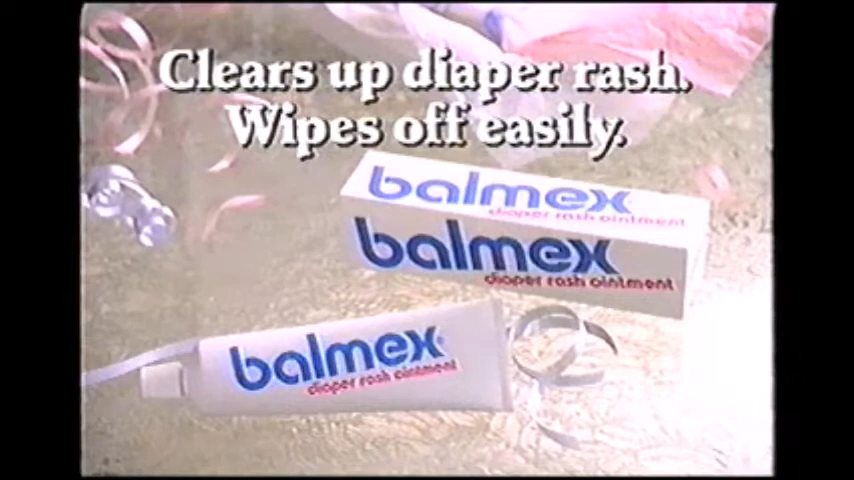 Clears up diaper rash.
Wipes off easily.
balmex
diaper rash ointment
balmex
diaper rash ointment
balmex
diaper rash ointment